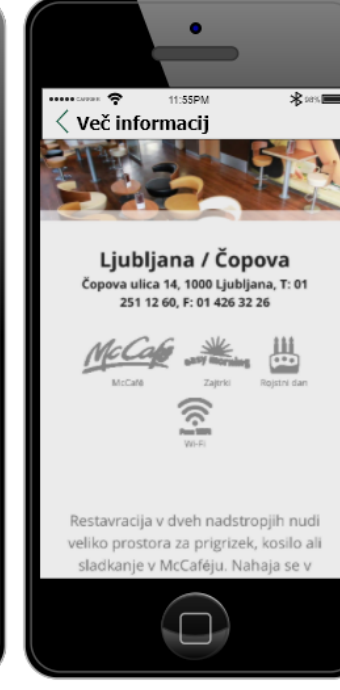 11:55PM
98%
Več informacij
Ljubljana / Čopova
Čopova ulica 14, 1000 Ljubljana, T: 01
251 12 60, F: 01 426 32 26
McCafé easy morning
McCafé Zajtrki Rojstni dan
Free WiFi
Wi-Fi
Restavracija v dveh nadstropjih nudi
veliko prostora za prigrizek, kosilo ali
sladkanje v McCaféju. Nahaja se v